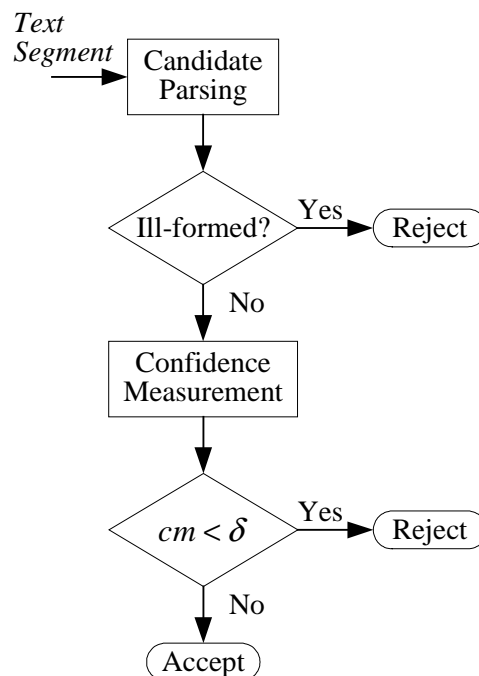 Text
Segment
Candidate
Parsing
Ill-formed?
Yes
Reject
No
Confidence
Measurement
cm < δ
Yes
Reject
No
Accept